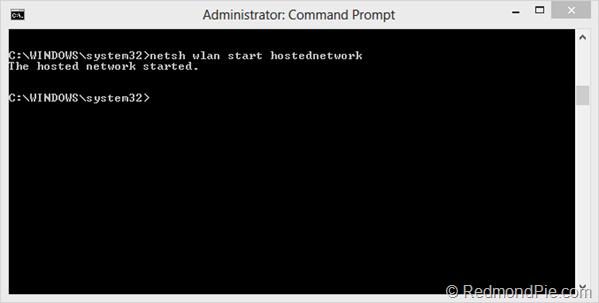 Administrator: Command Prompt
C:\WINDOWS\system32>netsh wlan start hostednetwork
The hosted network started.
C:\WINDOWS\system32>
© RedmondPie.com